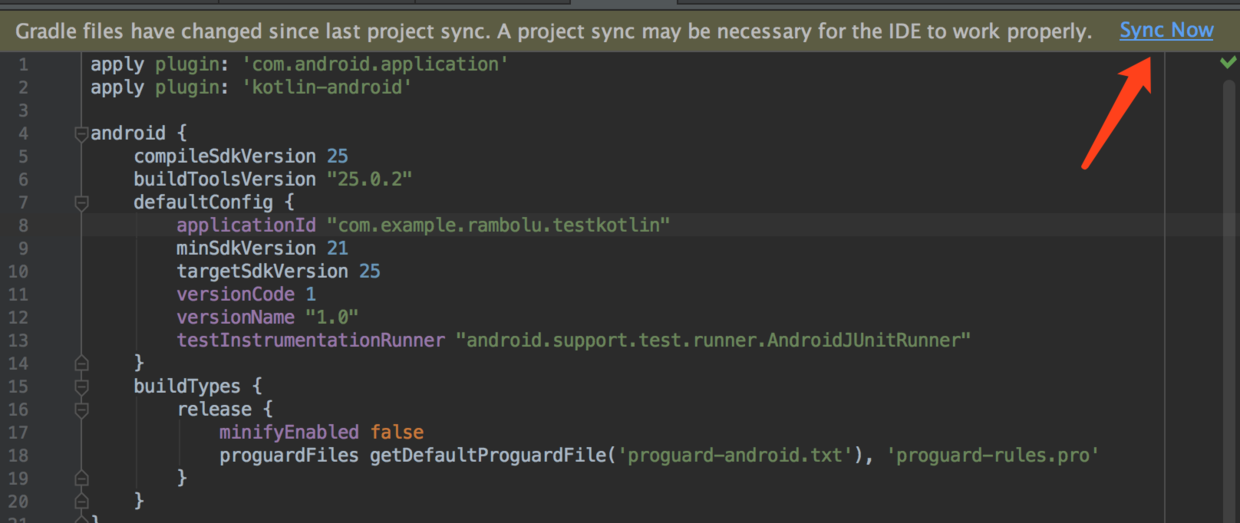 Gradle files have changed since last project sync. A project sync may be necessary for the IDE to work properly. Sync Now
1 apply plugin: 'com.android.application'
2 apply plugin: 'kotlin-android'
3
4 android {
5 compileSdkVersion 25
6 buildToolsVersion "25.0.2"
7 defaultConfig {
8 applicationId "com.example.rambolu.testkotlin"
9 minSdkVersion 21
10 targetSdkVersion 25
11 versionCode 1
12 versionName "1.0"
13 testInstrumentationRunner "android.support.test.runner.AndroidJUnitRunner"
14 }
15 buildTypes {
16 release {
17 minifyEnabled false
18 proguardFiles getDefaultProguardFile('proguard-android.txt'), 'proguard-rules.pro'
19 }
20 }
21 }